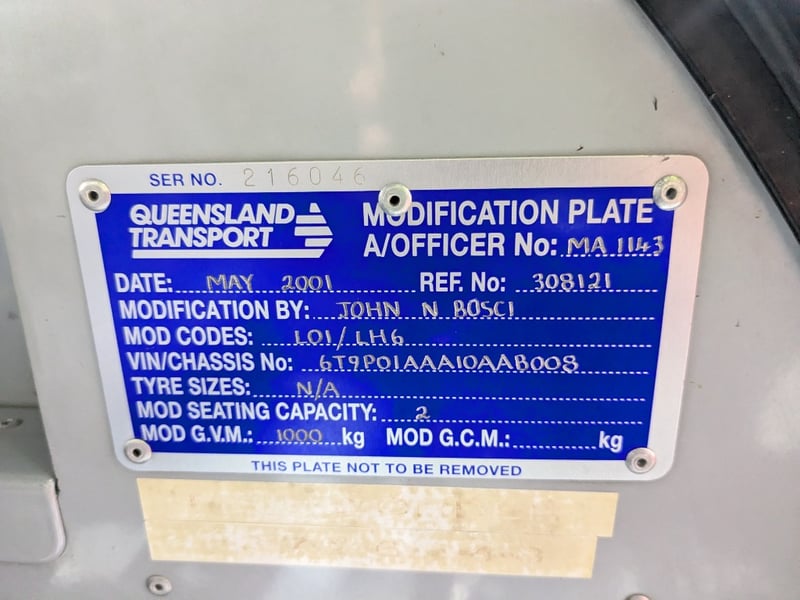 SER NO. 216046
QUEENSLAND TRANSPORT
MODIFICATION PLATE
A/OFFICER No: MA 1143
DATE: MAY 2001 REF. No: 308121
MODIFICATION BY: JOHN N BOSCI
MOD CODES: LO1/LH6
VIN/CHASSIS No: 6T9P01AAA10AAB008
TYRE SIZES: N/A
MOD SEATING CAPACITY: 2
MOD G.V.M.: 1000 kg MOD G.C.M.: kg
THIS PLATE NOT TO BE REMOVED